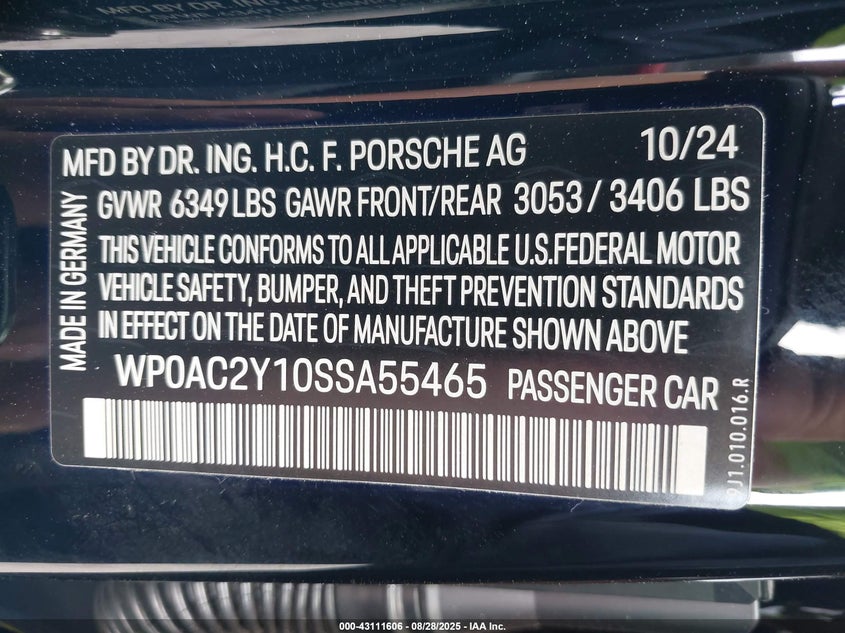 MFD BY DR. ING. H.C. F. PORSCHE AG 10/24
GVWR 6349 LBS GAWR FRONT/REAR 3053 / 3406 LBS
THIS VEHICLE CONFORMS TO ALL APPLICABLE U.S.FEDERAL MOTOR
VEHICLE SAFETY, BUMPER, AND THEFT PREVENTION STANDARDS
IN EFFECT ON THE DATE OF MANUFACTURE SHOWN ABOVE
WP0AC2Y10SSA55465 PASSENGER CAR
MADE IN GERMANY
9J1.010.016.R
000-43111606 - 08/28/2025 - IAA Inc.